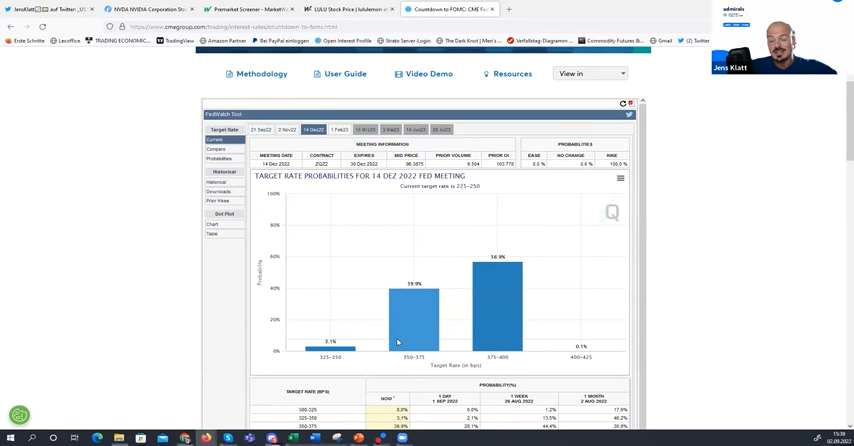 JensKlatt auf Twitter
NVDA NVIDIA Corporation Sto
Premarket Screener — MarketW
LULU Stock Price | lululemon at
Countdown to FOMC: CME Fed
https://www.cmegroup.com/trading/interest-rates/countdown-to-fomc.html
Erste Schritte
Clubhouse
LinkedIn
TRADING ECONOMIC...
TradingView
Amazon Partner
Bei PayPal einloggen
Open Interest Profile
Strato Server-Login
The Dark Knot | Men's ...
Verfallstag-Diagramm ...
Commodity Futures &...
Gmail
(2) Twitter
admirals
Jens Klatt
Methodology
User Guide
Video Demo
Resources
View in
FedWatch Tool
Target Rate
Current
Compare
Probabilities
Historical
Historical
Downloads
Prior Hikes
Dot Plot
Chart
Table
21 Sep22
2 Nov22
14 Dez22
1 Feb23
3 Mai23
14 Jun23
26 Jul23
MEETING INFORMATION
PROBABILITIES
MEETING DATE
CONTRACT
EXPIRES
MID PRICE
PRIOR VOLUME
PRIOR OI
EASE
NO CHANGE
HIKE
14 Dez 2022
ZQZ2
30 Dez 2022
96.3875
6.504
103.778
0,0 %
0,0 %
100,0 %
TARGET RATE PROBABILITIES FOR 14 DEZ 2022 FED MEETING
Current target rate is 225-250
Q
100%
80%
60%
40%
20%
0%
Probability
3.1%
39.9%
56.9%
0.1%
325-350
350-375
375-400
400-425
Target Rate (in bps)
TARGET RATE (BPS)
PROBABILITY(%)
NOW *
1 DAY
1 SEP 2022
1 WEEK
26 AUG 2022
1 MONTH
2 AUG 2022
300-325
0,0%
0,0%
1,2%
17,9%
325-350
3,1%
2,1%
13,5%
46,2%
350-375
39,9%
28,1%
44,4%
30,8%
15:39
02.09.2022